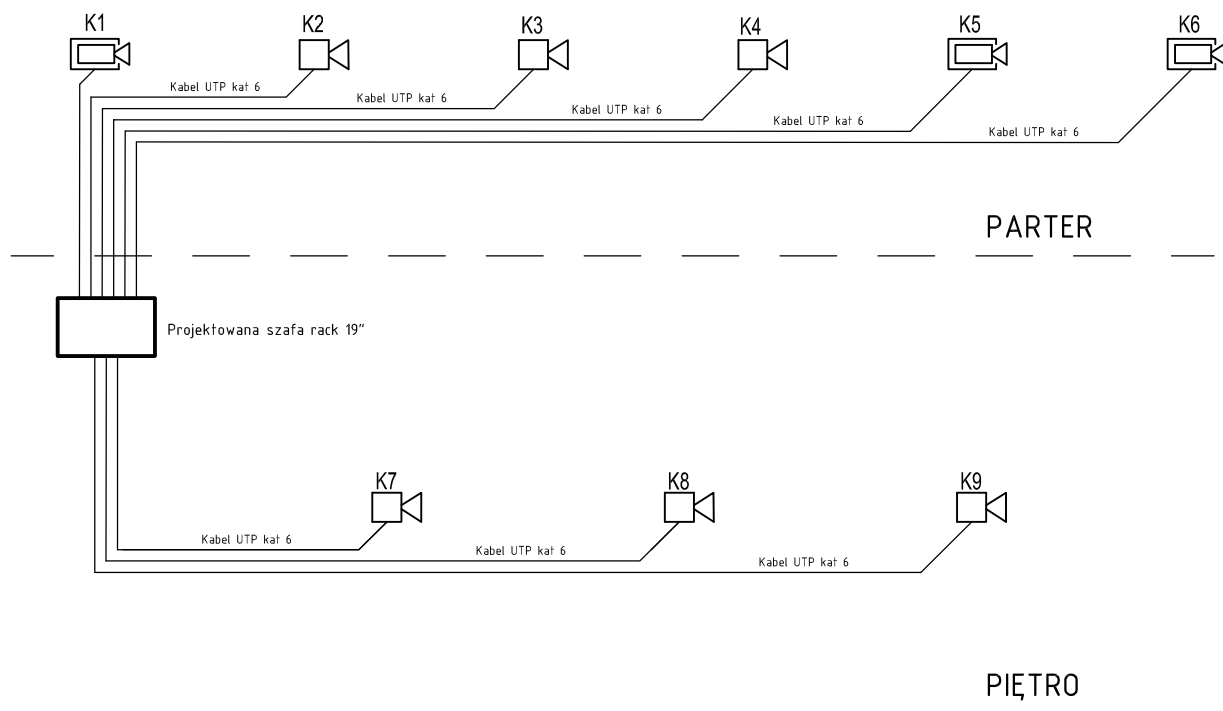 K1
K2
K3
K4
K5
K6
Kabel UTP kat 6
Kabel UTP kat 6
Kabel UTP kat 6
Kabel UTP kat 6
Kabel UTP kat 6
PARTER
Projektowana szafa rack 19"
K7
K8
K9
Kabel UTP kat 6
Kabel UTP kat 6
Kabel UTP kat 6
PIĘTRO